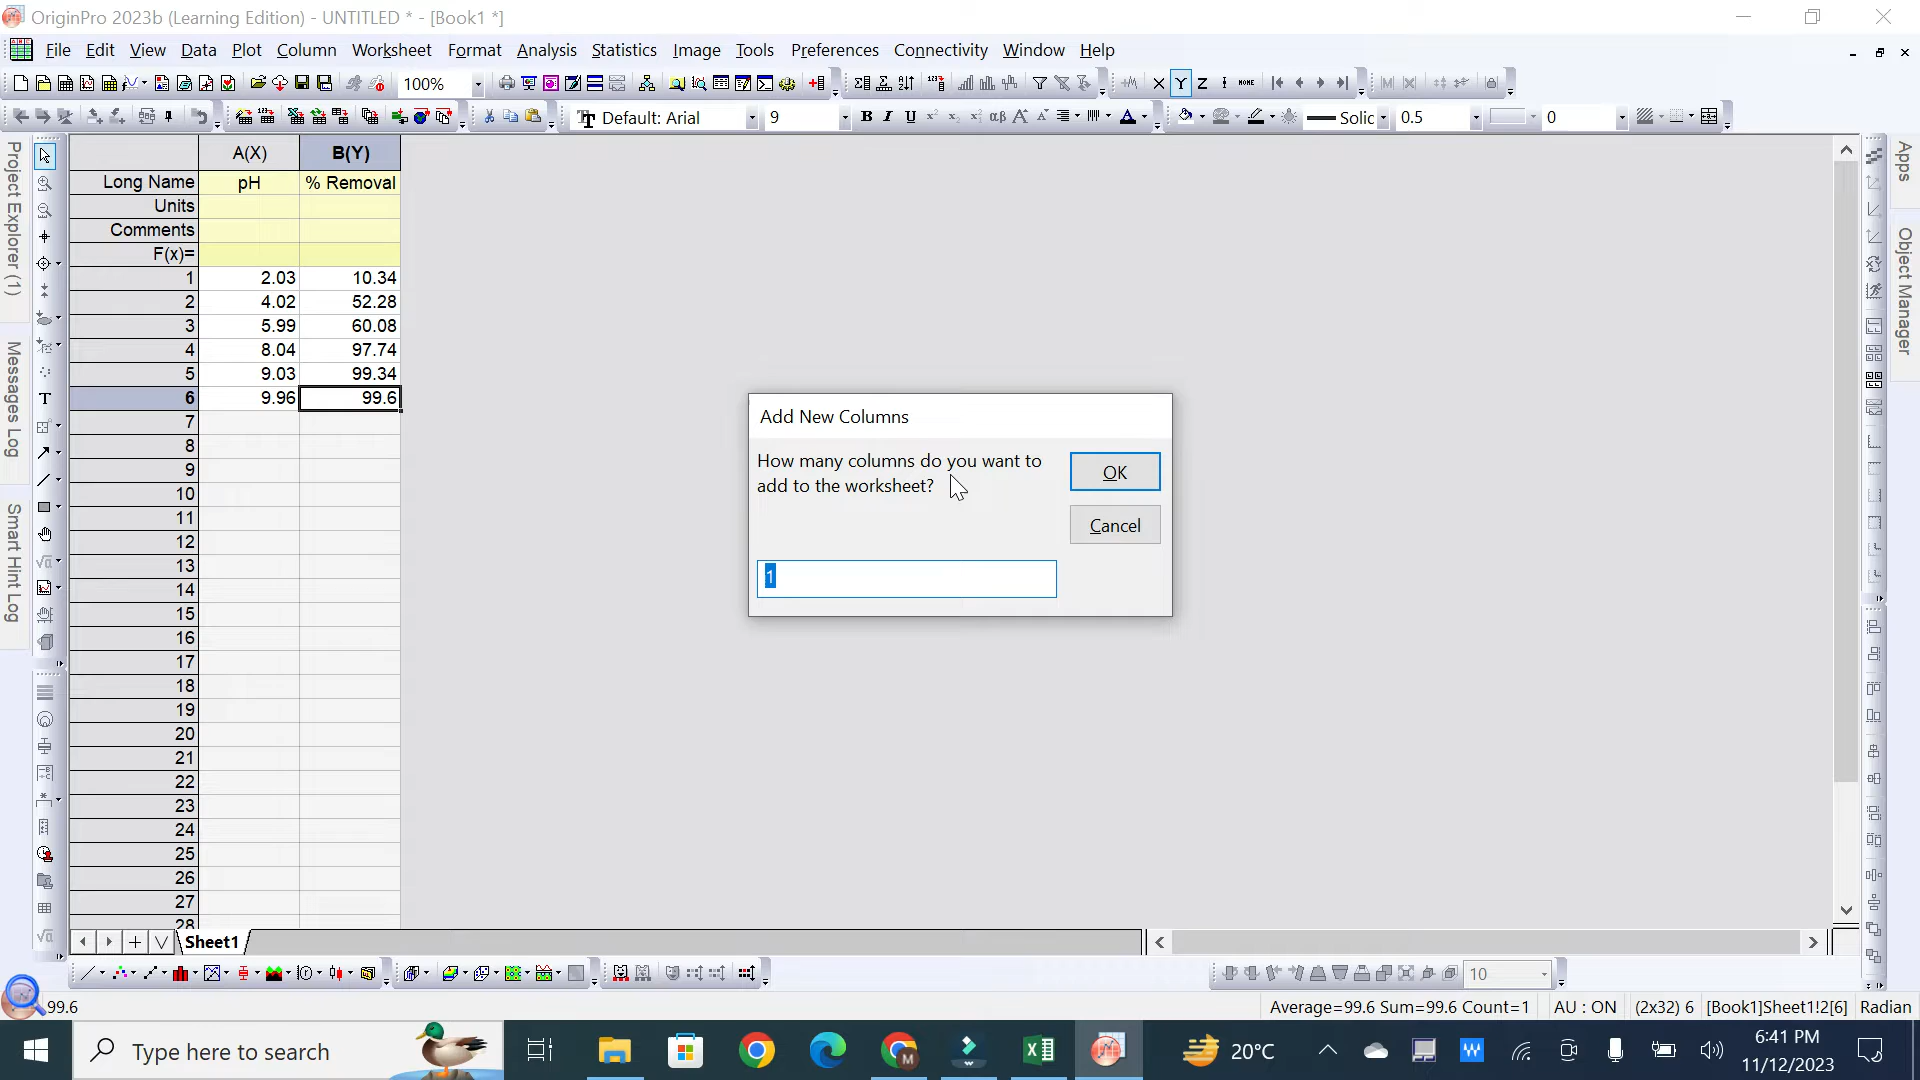 OriginPro 2023b (Learning Edition) - UNTITLED * - [Book1 *]
File Edit View Data Plot Column Worksheet Format Analysis Statistics Image Tools Preferences Connectivity Window Help
100% X Y Z NONE
Default: Arial 9 B I U αβ A Solic 0.5 0
Project Explorer (1)
Messages Log
Smart Hint Log
Apps
Object Manager
A(X) B(Y)
Long Name pH % Removal
Units
Comments
F(x)=
1 2.03 10.34
2 4.02 52.28
3 5.99 60.08
4 8.04 97.74
5 9.03 99.34
6 9.96 99.6
7
8
9
10
11
12
13
14
15
16
17
18
19
20
21
22
23
24
25
26
27
28
Add New Columns
How many columns do you want to
add to the worksheet?
OK
Cancel
1
Sheet1
10
99.6 Average=99.6 Sum=99.6 Count=1 AU : ON (2x32) 6 [Book1]Sheet1!2[6] Radian
Type here to search
20°C
6:41 PM
11/12/2023